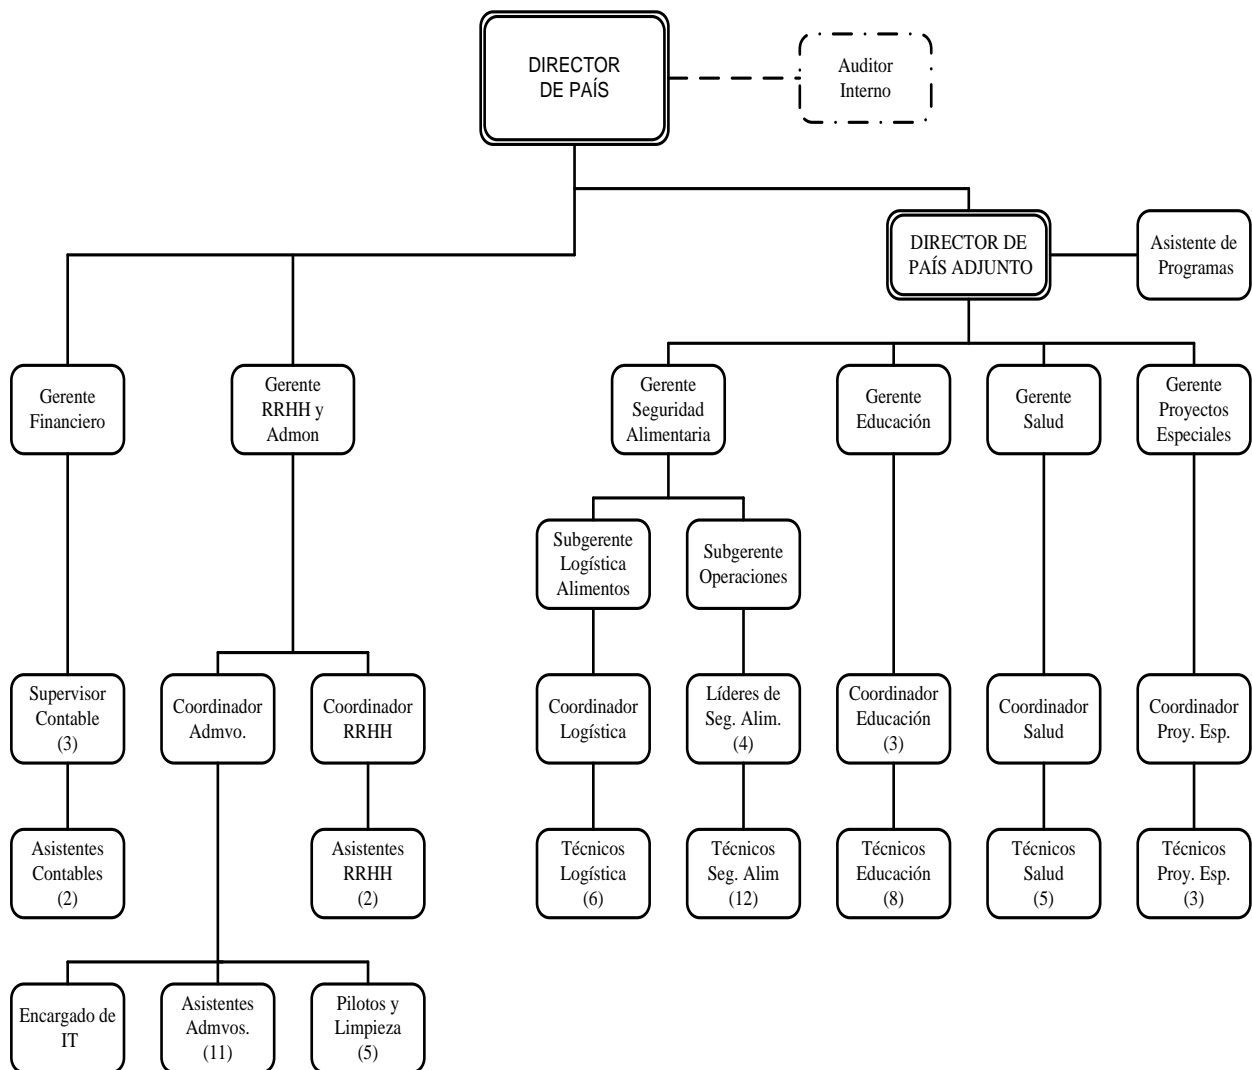 DIRECTOR
DE PAÍS
Auditor
Interno
DIRECTOR DE
PAÍS ADJUNTO
Asistente de
Programas
Gerente
Financiero
Gerente
RRHH y
Admon
Gerente
Seguridad
Alimentaria
Gerente
Educación
Gerente
Salud
Gerente
Proyectos
Especiales
Subgerente
Logística
Alimentos
Subgerente
Operaciones
Supervisor
Contable
(3)
Coordinador
Admvo.
Coordinador
RRHH
Coordinador
Logística
Líderes de
Seg. Alim.
(4)
Coordinador
Educación
(3)
Coordinador
Salud
Coordinador
Proy. Esp.
Asistentes
Contables
(2)
Asistentes
RRHH
(2)
Técnicos
Logística
(6)
Técnicos
Seg. Alim
(12)
Técnicos
Educación
(8)
Técnicos
Salud
(5)
Técnicos
Proy. Esp.
(3)
Encargado de
IT
Asistentes
Admvos.
(11)
Pilotos y
Limpieza
(5)